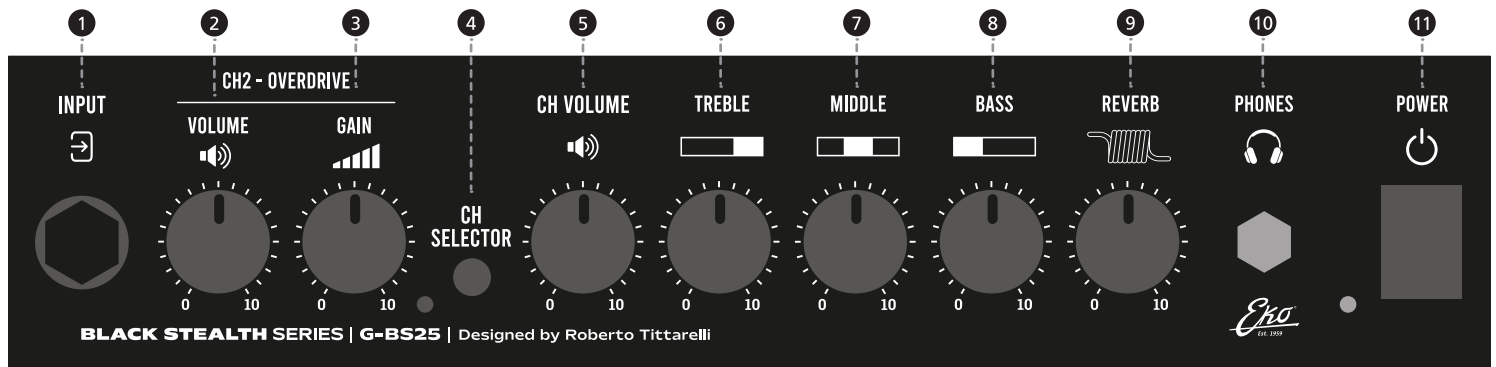 1 2 3 4 5 6 7 8 9 10 11
CH2 - OVERDRIVE
INPUT
VOLUME
GAIN
CH
SELECTOR
CH VOLUME
TREBLE
MIDDLE
BASS
REVERB
PHONES
POWER
0 10 0 10 0 10 0 10 0 10 0 10 0 10
BLACK STEALTH SERIES | G-BS25 | Designed by Roberto Tittarelli
Eko
Est. 1959